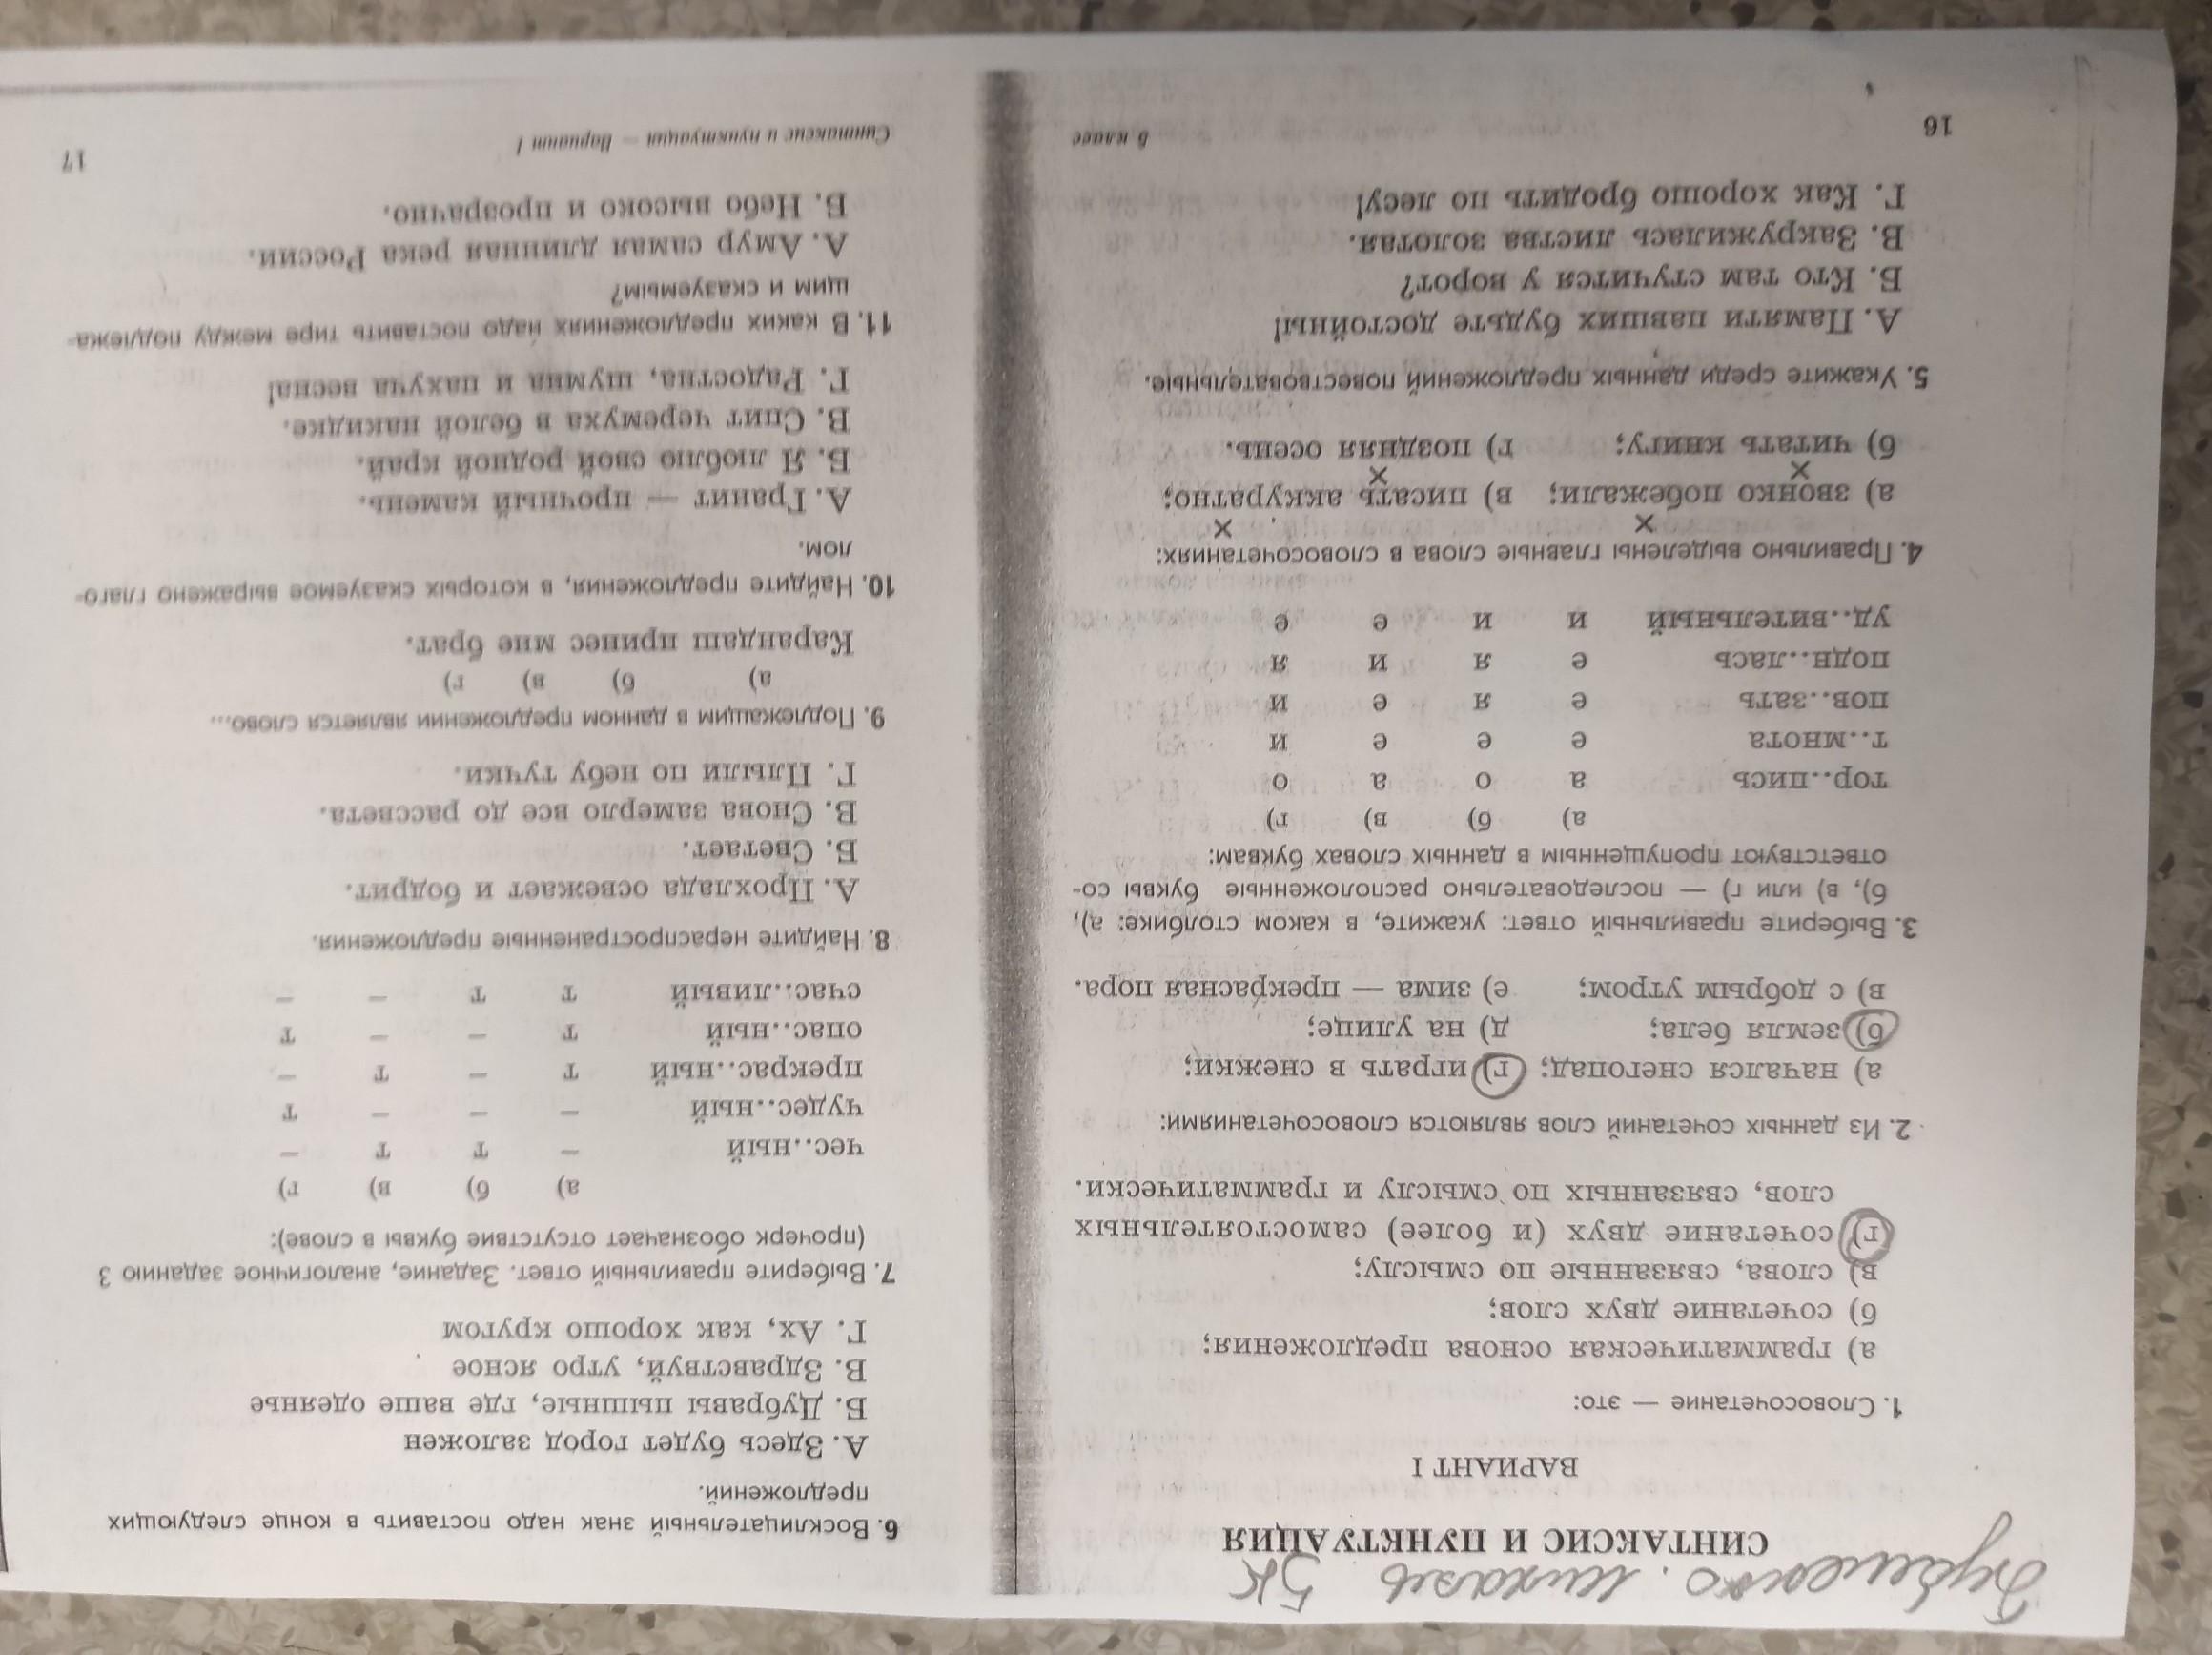 Михаэль 5К
СИНТАКСИС И ПУНКТУАЦИЯ
ВАРИАНТ I
1. Словосочетание — это:
а) грамматическая основа предложения;
б) сочетание двух слов;
в) слова, связанные по смыслу;
г) сочетание двух (и более) самостоятельных
слов, связанных по смыслу и грамматически.
2. Из данных сочетаний слов являются словосочетаниями:
а) начался снегопад; г) играть в снежки;
б) земля бела; д) на улице;
в) с добрым утром; е) зима — прекрасная пора.
3. Выберите правильный ответ: укажите, в каком столбике: а),
б), в) или г) — последовательно расположенные буквы со-
ответствуют пропущенным в данных словах буквам:
а) б) в) г)
тор..пись а о а о
т..мнота е е е и
пов..зать е я е и
подн..лась е я и я
уд..вительный и и е е
4. Правильно выделены главные слова в словосочетаниях:
х х
а) звонко побежали; в) писать аккуратно;
х х
б) читать книгу; г) поздняя осень.
5. Укажите среди данных предложений повествовательные.
А. Памяти павших будьте достойны!
Б. Кто там стучится у ворот?
В. Закружилась листва золотая.
Г. Как хорошо бродить по лесу!
16
5 класс
6. Восклицательный знак надо поставить в конце следующих
предложений.
А. Здесь будет город заложен
Б. Дубравы пышные, где ваше одеянье
В. Здравствуй, утро ясное
Г. Ах, как хорошо кругом
7. Выберите правильный ответ. Задание, аналогичное заданию 3
(прочерк обозначает отсутствие буквы в слове):
а) б) в) г)
чес..ный – т т –
чудес..ный – – – т
прекрас..ный т – т –
опас..ный т – – т
счас..ливый т т – –
8. Найдите нераспространенные предложения.
А. Прохлада освежает и бодрит.
Б. Светает.
В. Снова замерло все до рассвета.
Г. Плыли по небу тучки.
9. Подлежащим в данном предложении является слово...
а) б) в) г)
Карандаш принес мне брат.
10. Найдите предложения, в которых сказуемое выражено глаго-
лом.
А. Гранит — прочный камень.
Б. Я люблю свой родной край.
В. Спит черемуха в белой накидке.
Г. Радостна, шумна и пахуча весна!
11. В каких предложениях надо поставить тире между подлежа-
щим и сказуемым?
А. Амур самая длинная река России.
Б. Небо высоко и прозрачно.
Синтаксис и пунктуация — Вариант 1
17